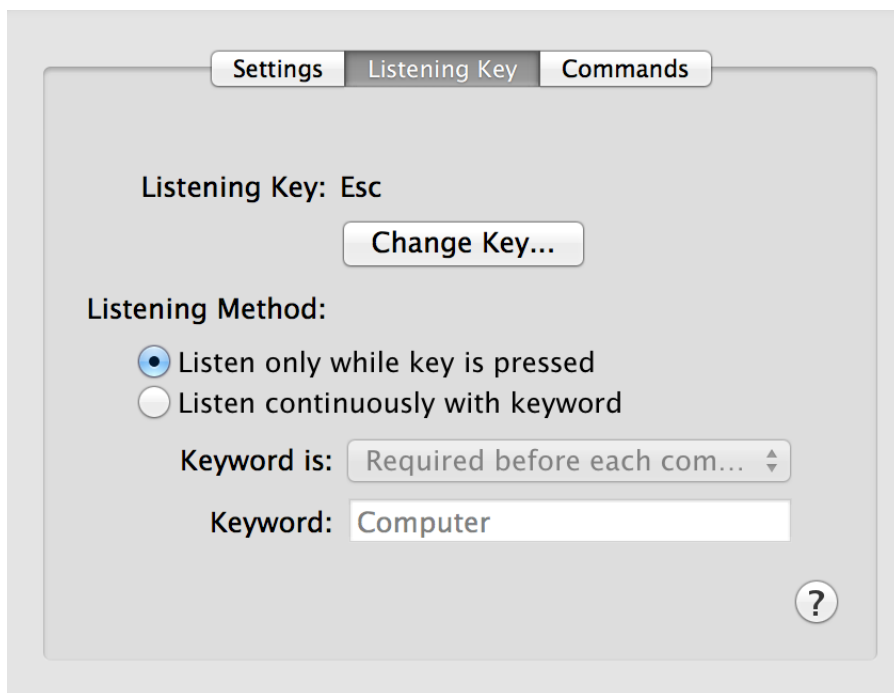 Settings Listening Key Commands
Listening Key: Esc
Change Key...
Listening Method:
Listen only while key is pressed
Listen continuously with keyword
Keyword is: Required before each com...
Keyword: Computer
?